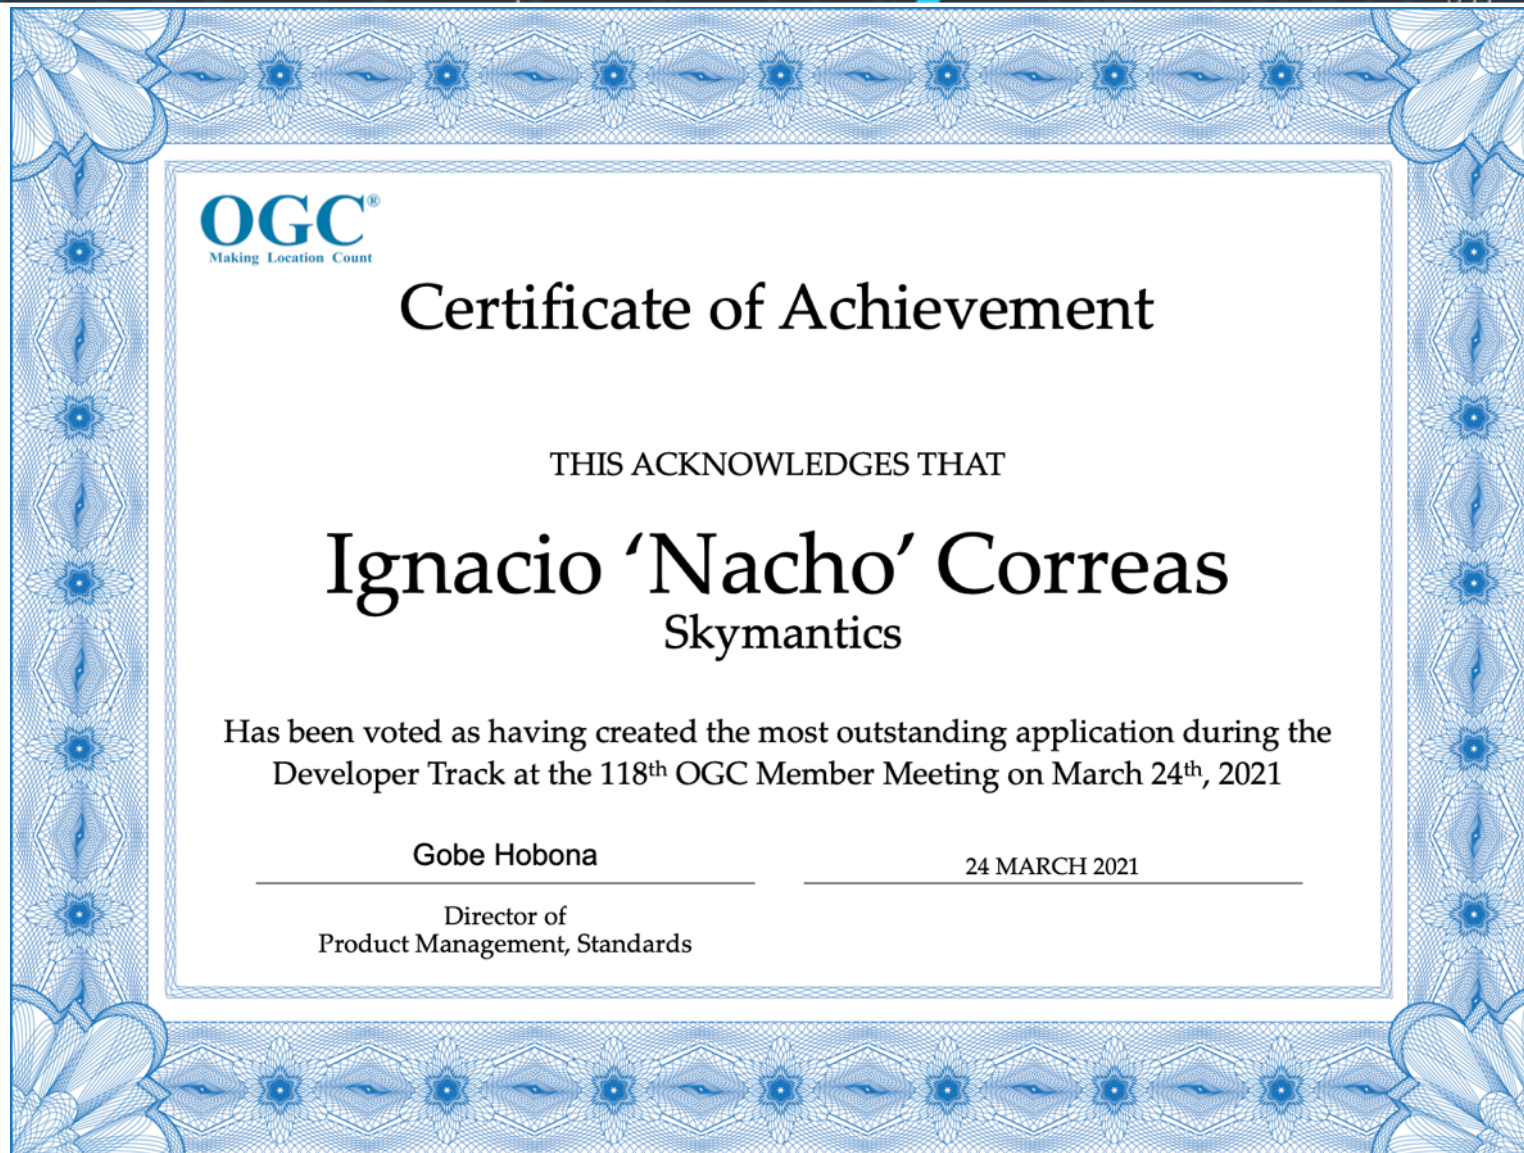 OGC®
Making Location Count
Certificate of Achievement
THIS ACKNOWLEDGES THAT
Ignacio ‘Nacho’ Correas
Skymantics
Has been voted as having created the most outstanding application during the
Developer Track at the 118th OGC Member Meeting on March 24th, 2021
Gobe Hobona
24 MARCH 2021
Director of
Product Management, Standards